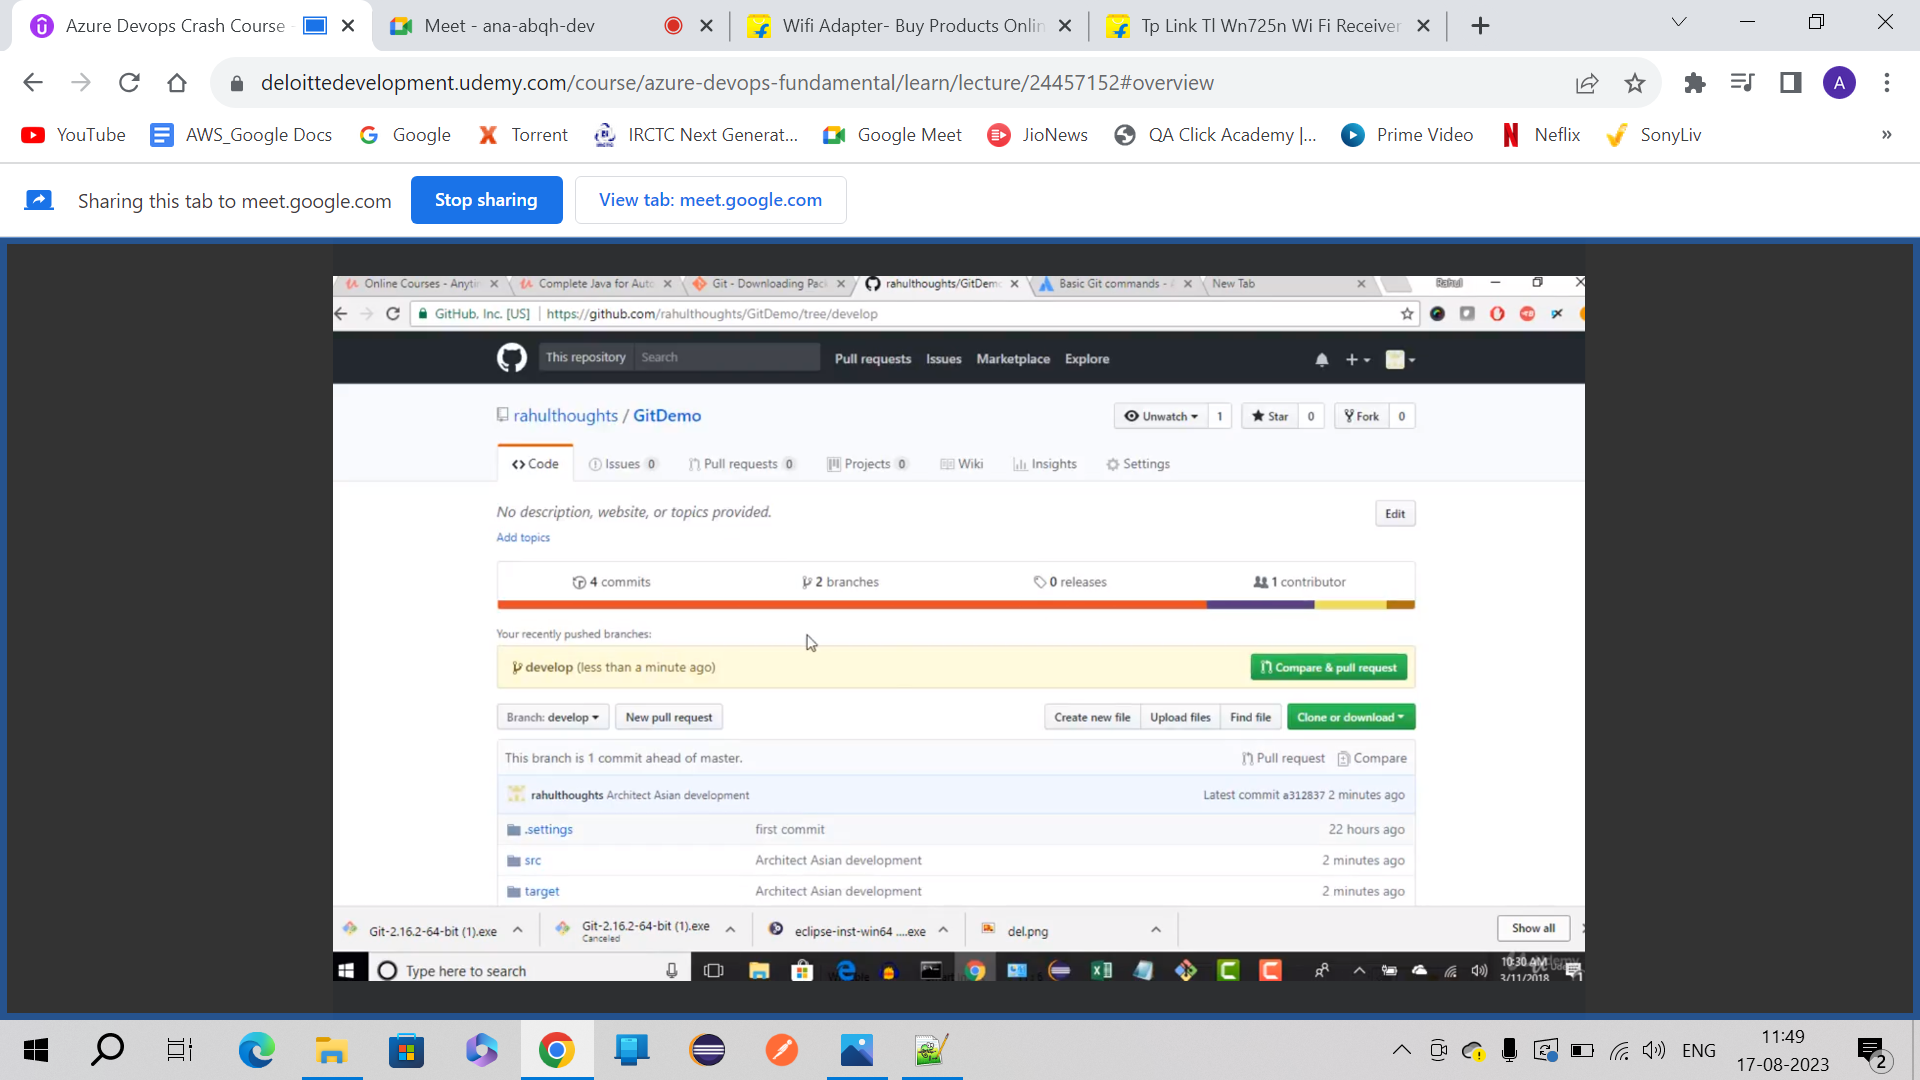 Azure Devops Crash Course
Meet - ana-abqh-dev
Wifi Adapter- Buy Products Onlin
Tp Link Tl Wn725n Wi Fi Receiver
deloittedevelopment.udemy.com/course/azure-devops-fundamental/learn/lecture/24457152#overview
A
YouTube
AWS_Google Docs
Google
Torrent
IRCTC Next Generat...
Google Meet
JioNews
QA Click Academy |...
Prime Video
Neflix
SonyLiv
»
Sharing this tab to meet.google.com
Stop sharing
View tab: meet.google.com
Online Courses - Anyti
Complete Java for Auto
Git - Downloading Pack
rahulthoughts/GitDemo
Basic Git commands -
New Tab
Rahul
GitHub, Inc. [US]
https://github.com/rahulthoughts/GitDemo/tree/develop
This repository
Search
Pull requests
Issues
Marketplace
Explore
rahulthoughts / GitDemo
Unwatch
1
Star
0
Fork
0
Code
Issues 0
Pull requests 0
Projects 0
Wiki
Insights
Settings
No description, website, or topics provided.
Edit
Add topics
4 commits
2 branches
0 releases
1 contributor
Your recently pushed branches:
develop (less than a minute ago)
Compare & pull request
Branch: develop
New pull request
Create new file
Upload files
Find file
Clone or download
This branch is 1 commit ahead of master.
Pull request
Compare
rahulthoughts Architect Asian development
Latest commit a312837 2 minutes ago
.settings
first commit
22 hours ago
src
Architect Asian development
2 minutes ago
target
Architect Asian development
2 minutes ago
Git-2.16.2-64-bit (1).exe
Git-2.16.2-64-bit (1).exe
Canceled
eclipse-inst-win64 ....exe
del.png
Show all
Type here to search
10:30 AM
3/11/2018
ENG
11:49
17-08-2023
2